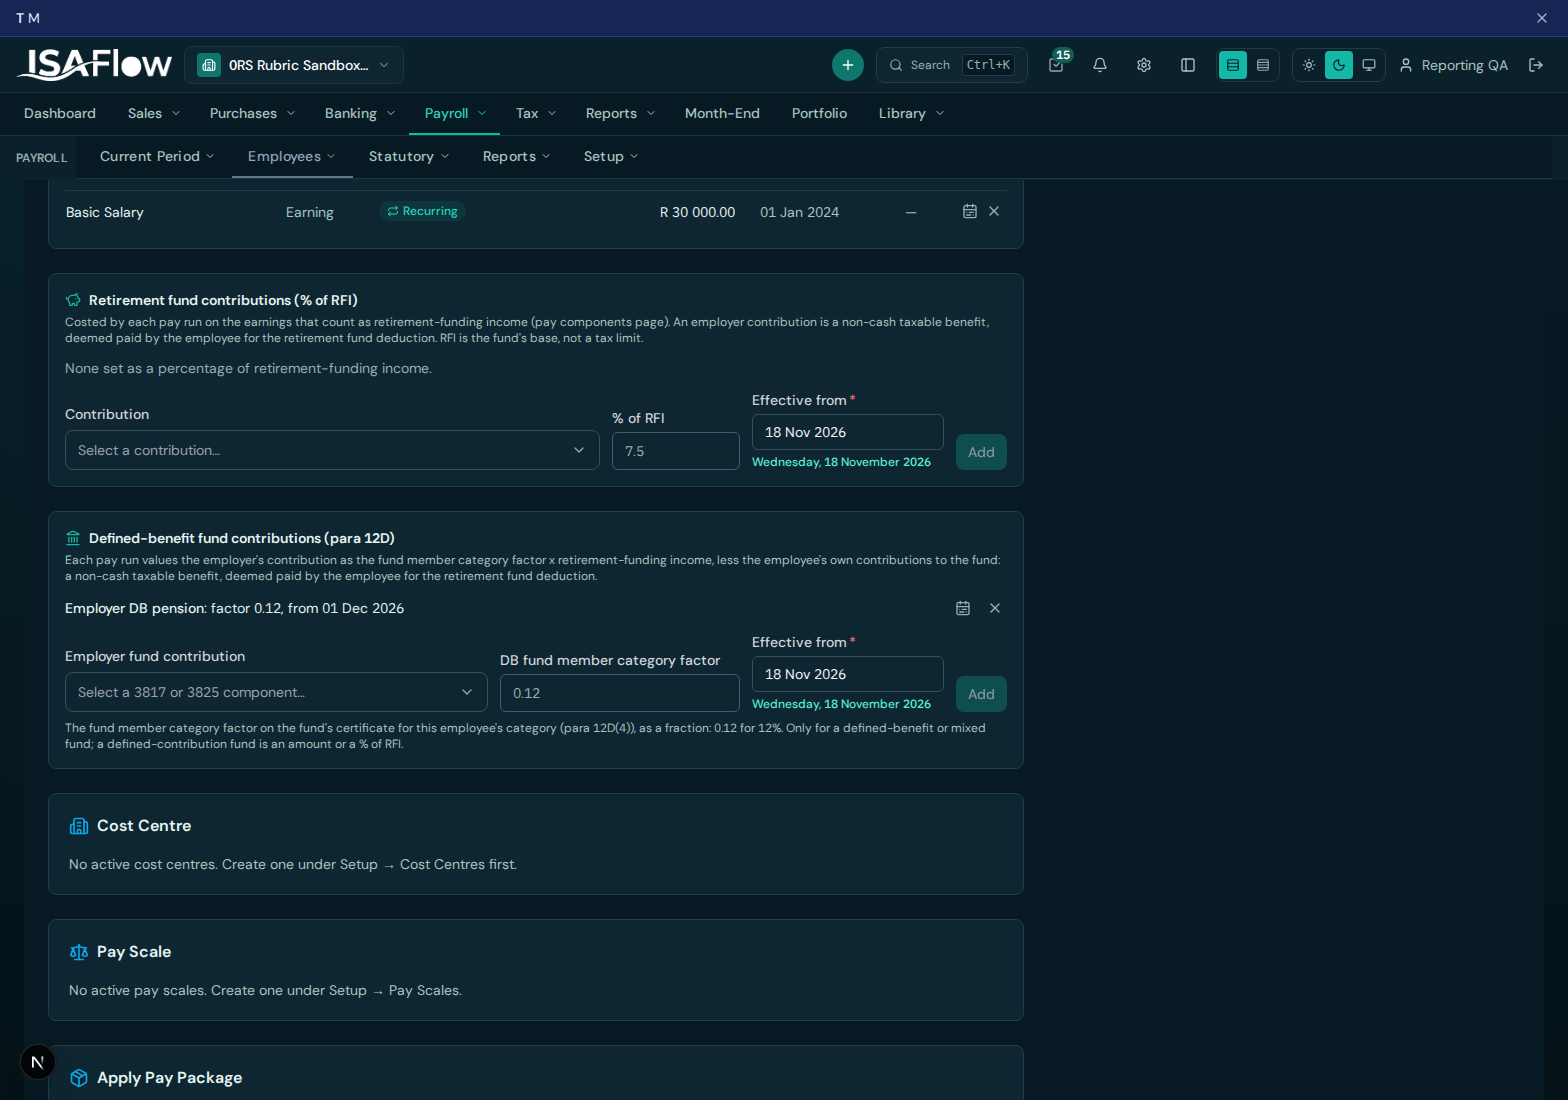 T M
ISAFlow
0RS Rubric Sandbox...
Search Ctrl+K
15
Reporting QA
Dashboard Sales Purchases Banking Payroll Tax Reports Month-End Portfolio Library
PAYROLL Current Period Employees Statutory Reports Setup
Basic Salary Earning Recurring R 30 000.00 01 Jan 2024 —
Retirement fund contributions (% of RFI)
Costed by each pay run on the earnings that count as retirement-funding income (pay components page). An employer contribution is a non-cash taxable benefit,
deemed paid by the employee for the retirement fund deduction. RFI is the fund's base, not a tax limit.
None set as a percentage of retirement-funding income.
Contribution
% of RFI
Effective from *
Select a contribution...
7.5
18 Nov 2026
Wednesday, 18 November 2026
Add
Defined-benefit fund contributions (para 12D)
Each pay run values the employer's contribution as the fund member category factor x retirement-funding income, less the employee's own contributions to the fund:
a non-cash taxable benefit, deemed paid by the employee for the retirement fund deduction.
Employer DB pension: factor 0.12, from 01 Dec 2026
Employer fund contribution
DB fund member category factor
Effective from *
Select a 3817 or 3825 component...
0.12
18 Nov 2026
Wednesday, 18 November 2026
Add
The fund member category factor on the fund's certificate for this employee's category (para 12D(4)), as a fraction: 0.12 for 12%. Only for a defined-benefit or mixed
fund; a defined-contribution fund is an amount or a % of RFI.
Cost Centre
No active cost centres. Create one under Setup → Cost Centres first.
Pay Scale
No active pay scales. Create one under Setup → Pay Scales.
N
Apply Pay Package